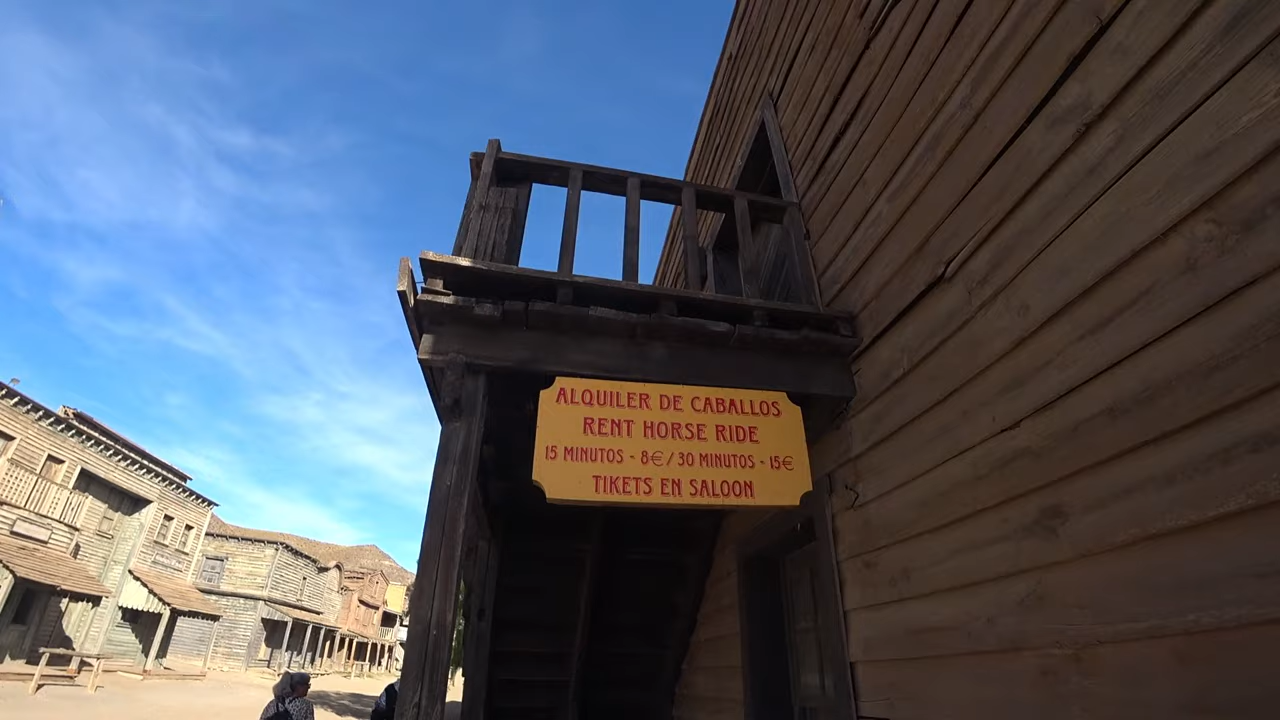 ALQUILER DE CABALLOS
RENT HORSE RIDE
15 MINUTOS - 8€ / 30 MINUTOS - 15€
TIKETS EN SALOON